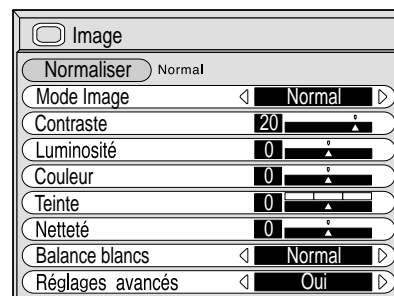 Image
Normaliser Normal
Mode Image Normal
Contraste 20
Luminosité 0
Couleur 0
Teinte 0
Netteté 0
Balance blancs Normal
Réglages avancés Oui